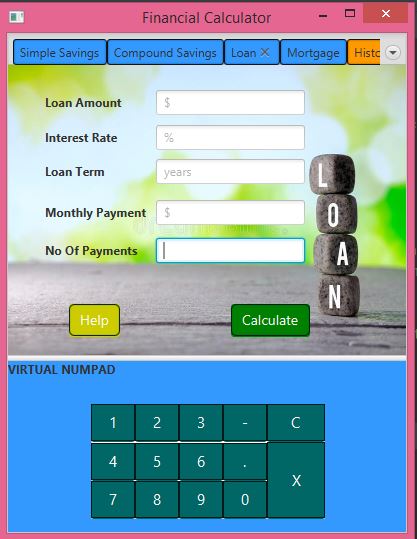 Financial Calculator
Simple Savings Compound Savings Loan × Mortgage Histo
Loan Amount $
Interest Rate %
Loan Term years
Monthly Payment $
No Of Payments
LOAN
Help Calculate
VIRTUAL NUMPAD
1 2 3 - C
4 5 6 . X
7 8 9 0